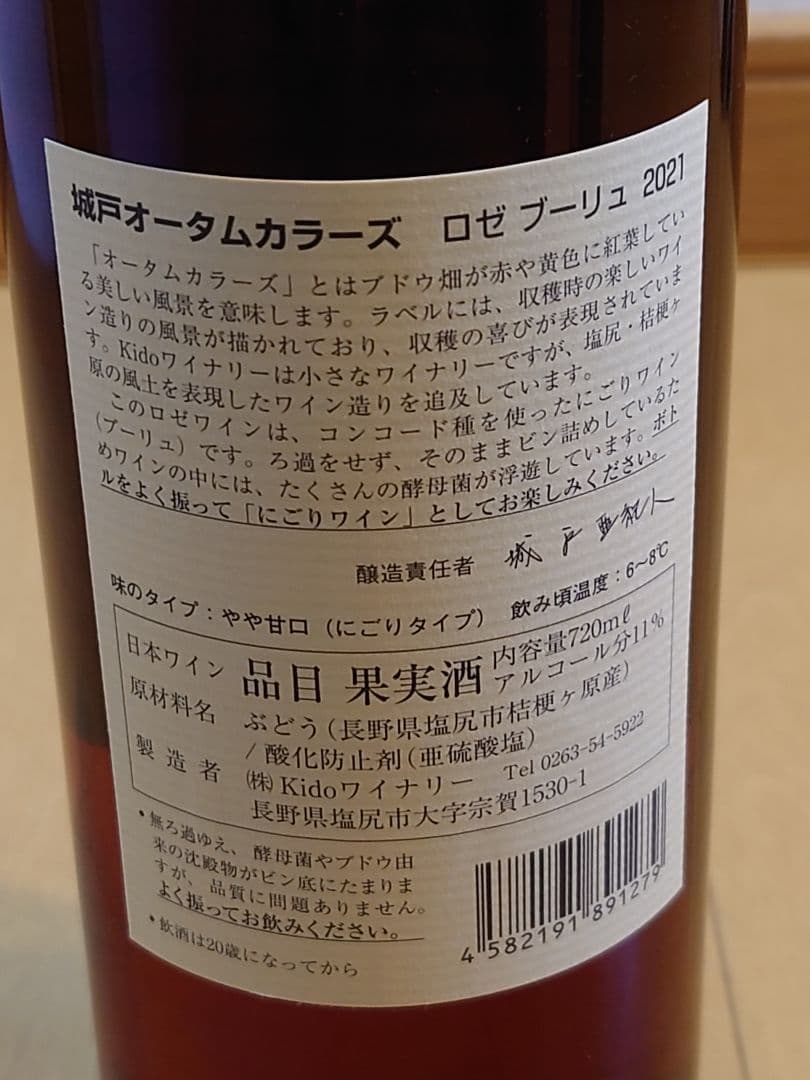 城戸オータムカラーズ ロゼ ブーリュ 2021
「オータムカラーズ」とはブドウ畑が赤や黄色に紅葉してい
る美しい風景を意味します。ラベルには、収穫時の楽しいワイ
ン造りの風景が描かれており、収穫の喜びが表現されていま
す。Kidoワイナリーは小さなワイナリーですが、塩尻・桔梗ヶ
原の風土を表現したワイン造りを追及しています。
このロゼワインは、コンコード種を使ったにごりワイン
(ブーリュ)です。ろ過をせず、そのままビン詰めしているた
めワインの中には、たくさんの酵母菌が浮遊しています。ボト
ルをよく振って「にごりワイン」としてお楽しみください。
醸造責任者 城戸亜紀人
味のタイプ:やや甘口(にごりタイプ) 飲み頃温度:6~8℃
日本ワイン 品目 果実酒 内容量720mℓ
アルコール分11%
原材料名 ぶどう(長野県塩尻市桔梗ヶ原産)
/酸化防止剤(亜硫酸塩)
製造者 ㈱Kidoワイナリー Tel 0263-54-5922
長野県塩尻市大字宗賀1530-1
・無ろ過ゆえ、酵母菌やブドウ由
来の沈殿物がビン底にたまりま
すが、品質に問題ありません。
よく振ってお飲みください。
・飲酒は20歳になってから
4582191891279